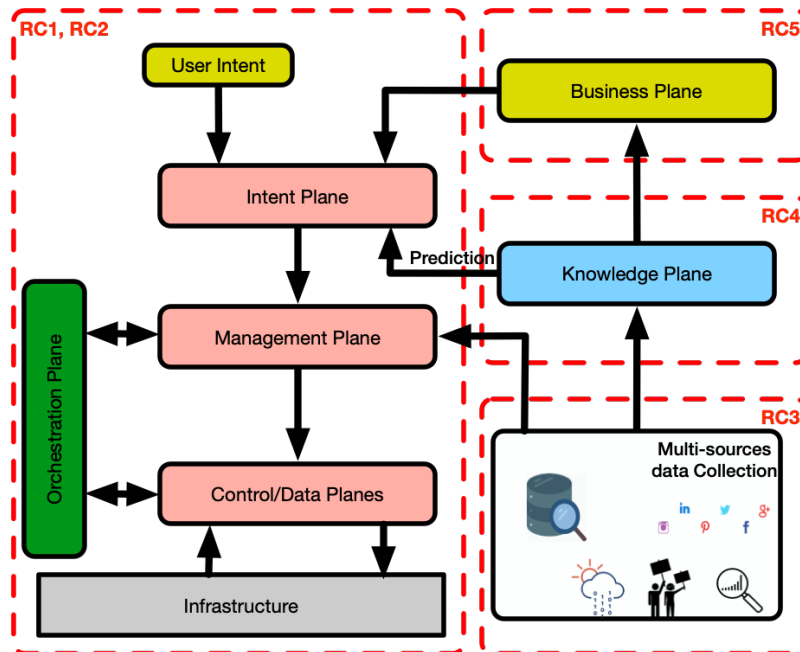 RC1, RC2
User Intent
Intent Plane
Management Plane
Orchestration Plane
Control/Data Planes
Infrastructure
RC5
Business Plane
RC4
Prediction
Knowledge Plane
RC3
Multi-sources
data Collection
in
g+
f